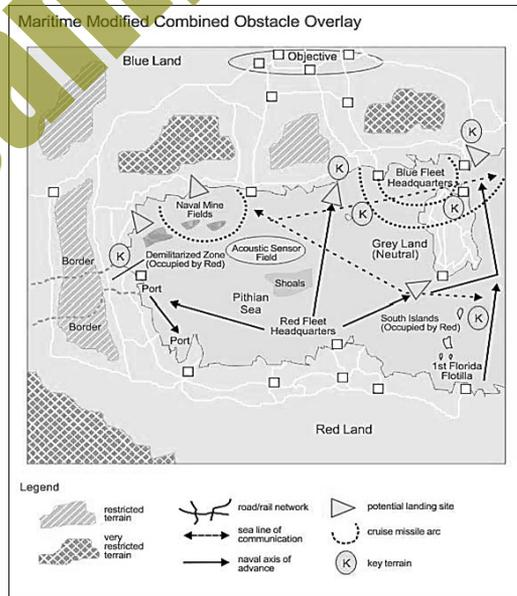 Maritime Modified Combined Obstacle Overlay
Blue Land
Objective
K
K
Blue Fleet
Headquarters
K
K
Naval Mine
Fields
Grey Land
(Neutral)
K
Demilitarized Zone
(Occupied by Red)
Acoustic Sensor
Field
Border
Shoals
Port
Pithian
Sea
South Islands
(Occupied by Red)
K
Border
Red Fleet
Headquarters
Port
1st Florida
Flotilla
Red Land
Legend
restricted
terrain
road/rail network
potential landing site
very
restricted
terrain
sea line of
communication
cruise missile arc
naval axis of
advance
K
key terrain